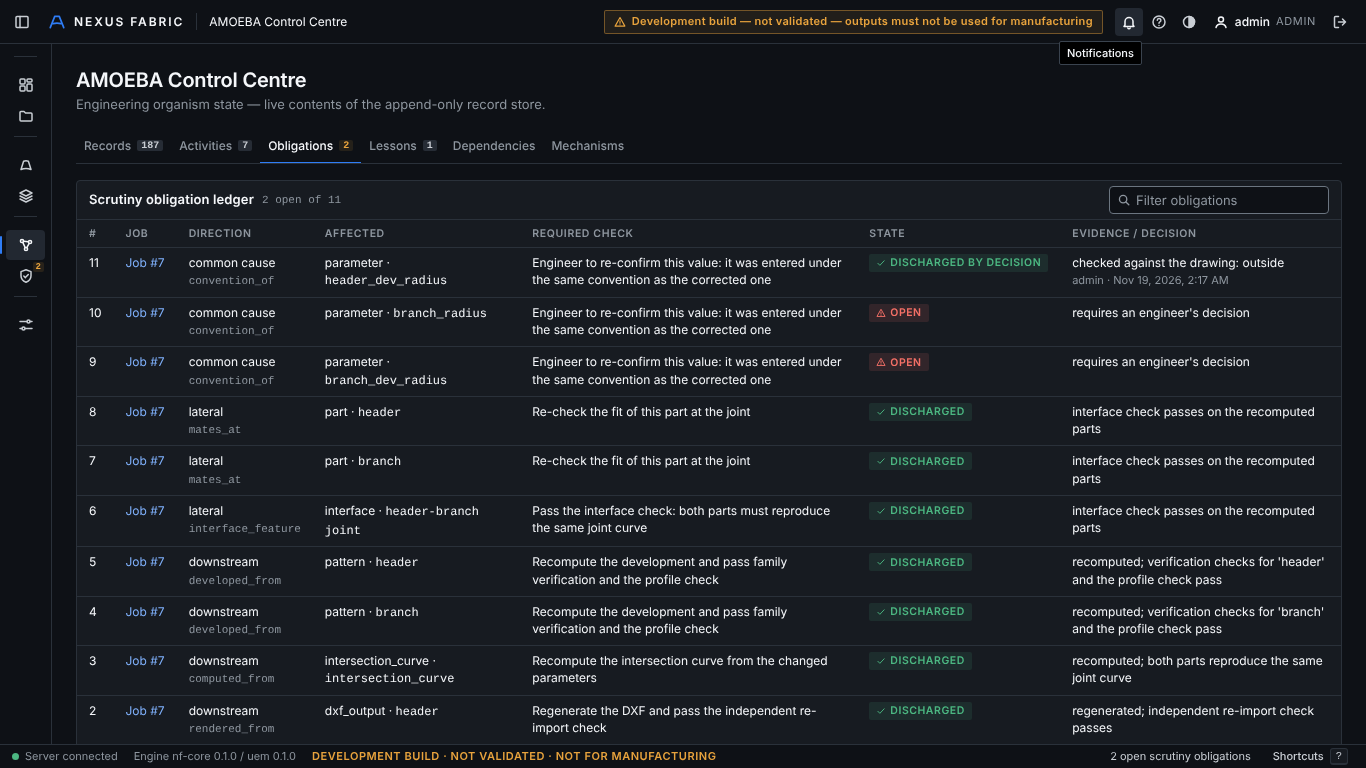 NEXUS FABRIC AMOEBA Control Centre Development build — not validated — outputs must not be used for manufacturing admin ADMIN
Notifications
AMOEBA Control Centre
Engineering organism state — live contents of the append-only record store.
Records 187 Activities 7 Obligations 2 Lessons 1 Dependencies Mechanisms
Scrutiny obligation ledger 2 open of 11 Filter obligations
# JOB DIRECTION AFFECTED REQUIRED CHECK STATE EVIDENCE / DECISION
11 Job #7 common cause parameter · Engineer to re-confirm this value: it was entered under DISCHARGED BY DECISION checked against the drawing: outside
convention_of header_dev_radius the same convention as the corrected one admin · Nov 19, 2026, 2:17 AM
10 Job #7 common cause parameter · branch_radius Engineer to re-confirm this value: it was entered under OPEN requires an engineer's decision
convention_of the same convention as the corrected one
9 Job #7 common cause parameter · Engineer to re-confirm this value: it was entered under OPEN requires an engineer's decision
convention_of branch_dev_radius the same convention as the corrected one
8 Job #7 lateral part · header Re-check the fit of this part at the joint DISCHARGED interface check passes on the recomputed
mates_at parts
7 Job #7 lateral part · branch Re-check the fit of this part at the joint DISCHARGED interface check passes on the recomputed
mates_at parts
6 Job #7 lateral interface · header-branch Pass the interface check: both parts must reproduce DISCHARGED interface check passes on the recomputed
interface_feature joint the same joint curve parts
5 Job #7 downstream pattern · header Recompute the development and pass family DISCHARGED recomputed; verification checks for 'header'
developed_from verification and the profile check and the profile check pass
4 Job #7 downstream pattern · branch Recompute the development and pass family DISCHARGED recomputed; verification checks for 'branch'
developed_from verification and the profile check and the profile check pass
3 Job #7 downstream intersection_curve · Recompute the intersection curve from the changed DISCHARGED recomputed; both parts reproduce the same
computed_from intersection_curve parameters joint curve
2 Job #7 downstream dxf_output · header Regenerate the DXF and pass the independent re- DISCHARGED regenerated; independent re-import check
rendered_from import check passes
2
Server connected Engine nf-core 0.1.0 / uem 0.1.0 DEVELOPMENT BUILD · NOT VALIDATED · NOT FOR MANUFACTURING 2 open scrutiny obligations Shortcuts ?